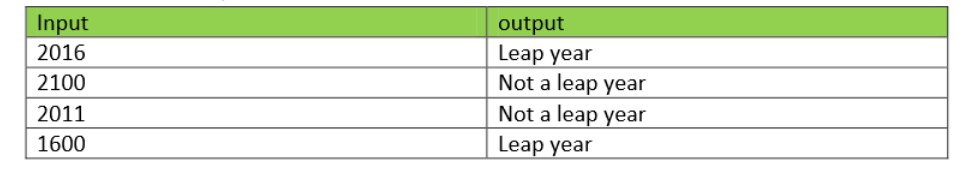 Input output
2016 Leap year
2100 Not a leap year
2011 Not a leap year
1600 Leap year